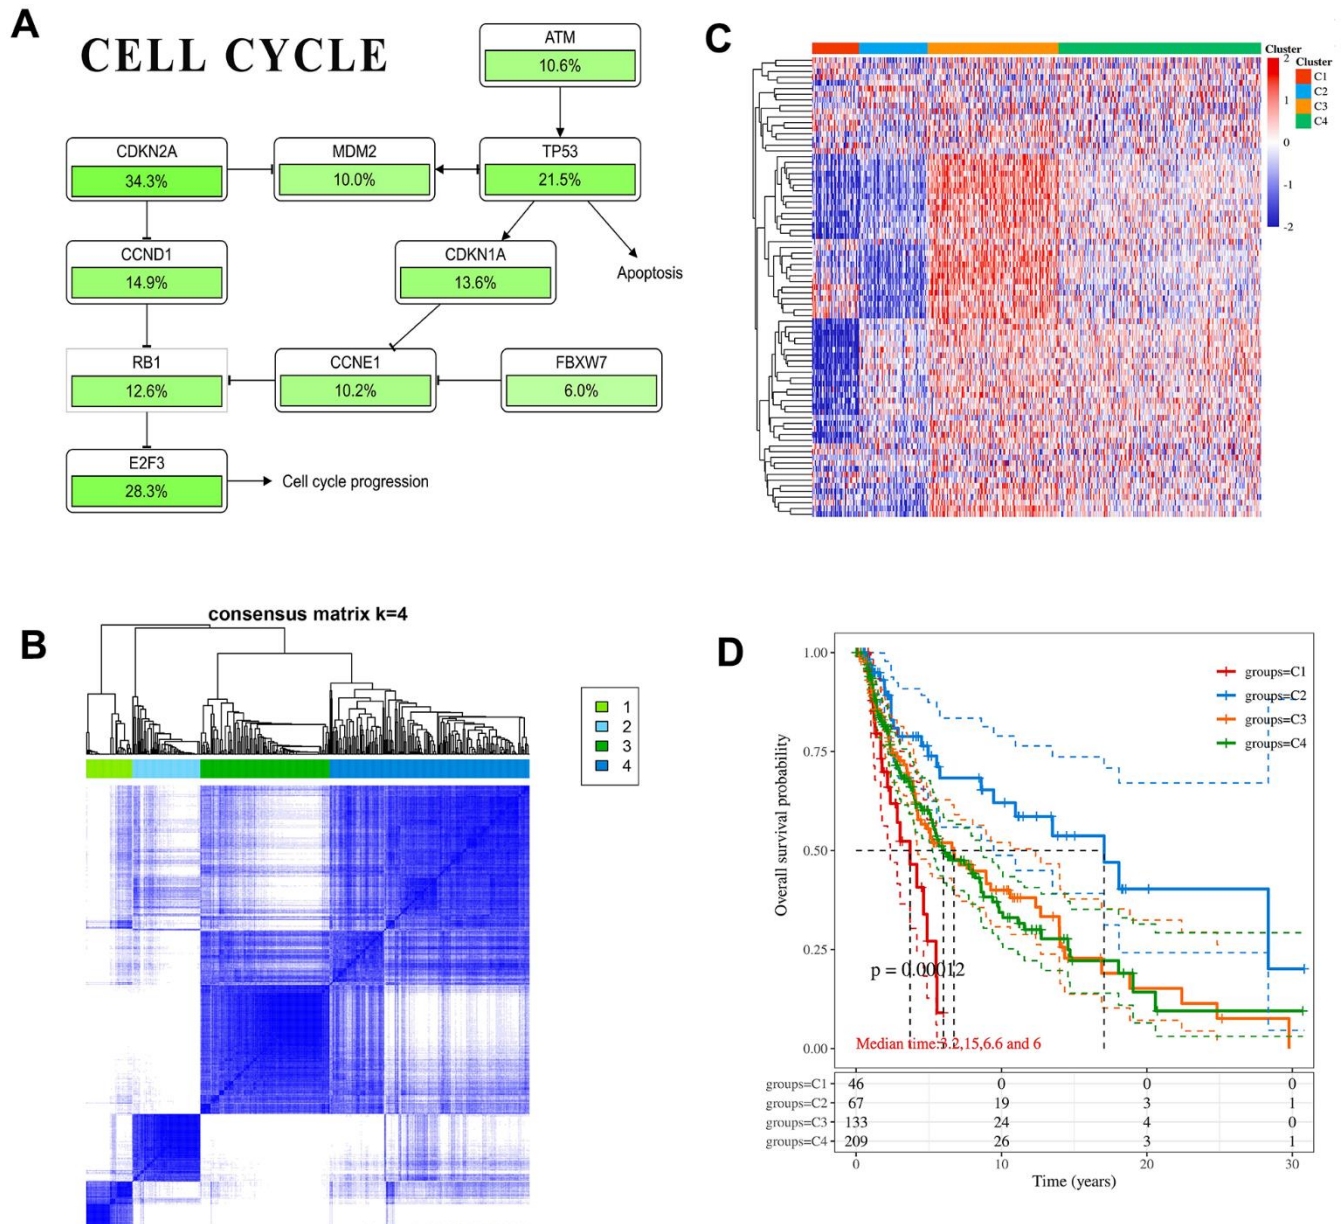 A
CELL CYCLE
ATM
10.6%
CDKN2A
34.3%
MDM2
10.0%
TP53
21.5%
CCND1
14.9%
CDKN1A
13.6%
Apoptosis
RB1
12.6%
CCNE1
10.2%
FBXW7
6.0%
E2F3
28.3%
Cell cycle progression
C
Cluster
2
1
0
-1
-2
Cluster
C1
C2
C3
C4
B
consensus matrix k=4
1
2
3
4
D
Overall survival probability
1.00
0.75
0.50
0.25
0.00
groups=C1
groups=C2
groups=C3
groups=C4
p = 0.00012
Median time:3.2,15,6.6 and 6
groups=C1 46 0 0 0
groups=C2 67 19 3 1
groups=C3 133 24 4 0
groups=C4 209 26 3 1
0 10 20 30
Time (years)